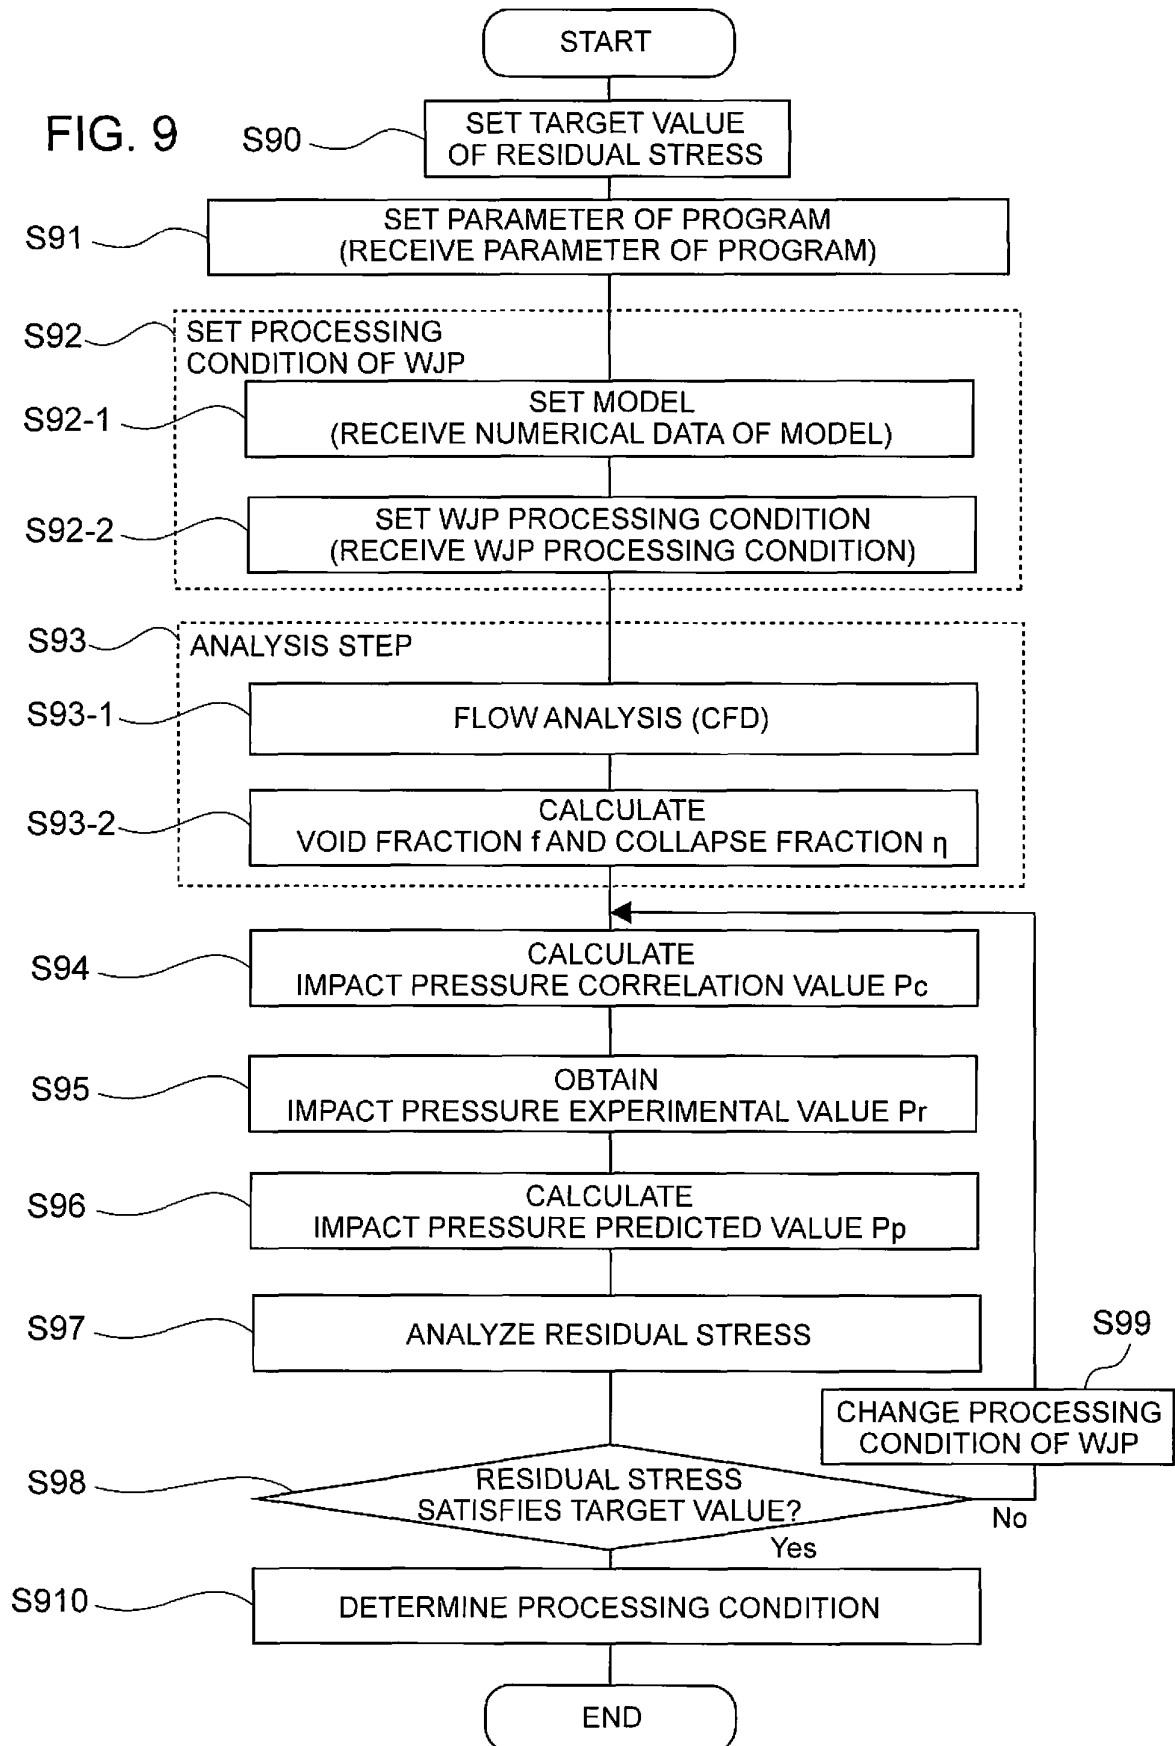 START
FIG. 9
S90
SET TARGET VALUE
OF RESIDUAL STRESS
S91
SET PARAMETER OF PROGRAM
(RECEIVE PARAMETER OF PROGRAM)
S92
SET PROCESSING
CONDITION OF WJP
S92-1
SET MODEL
(RECEIVE NUMERICAL DATA OF MODEL)
S92-2
SET WJP PROCESSING CONDITION
(RECEIVE WJP PROCESSING CONDITION)
S93
ANALYSIS STEP
S93-1
FLOW ANALYSIS (CFD)
S93-2
CALCULATE
VOID FRACTION f AND COLLAPSE FRACTION η
S94
CALCULATE
IMPACT PRESSURE CORRELATION VALUE Pc
S95
OBTAIN
IMPACT PRESSURE EXPERIMENTAL VALUE Pr
S96
CALCULATE
IMPACT PRESSURE PREDICTED VALUE Pp
S97
ANALYZE RESIDUAL STRESS
S99
CHANGE PROCESSING
CONDITION OF WJP
S98
RESIDUAL STRESS
SATISFIES TARGET VALUE?
No
Yes
S910
DETERMINE PROCESSING CONDITION
END